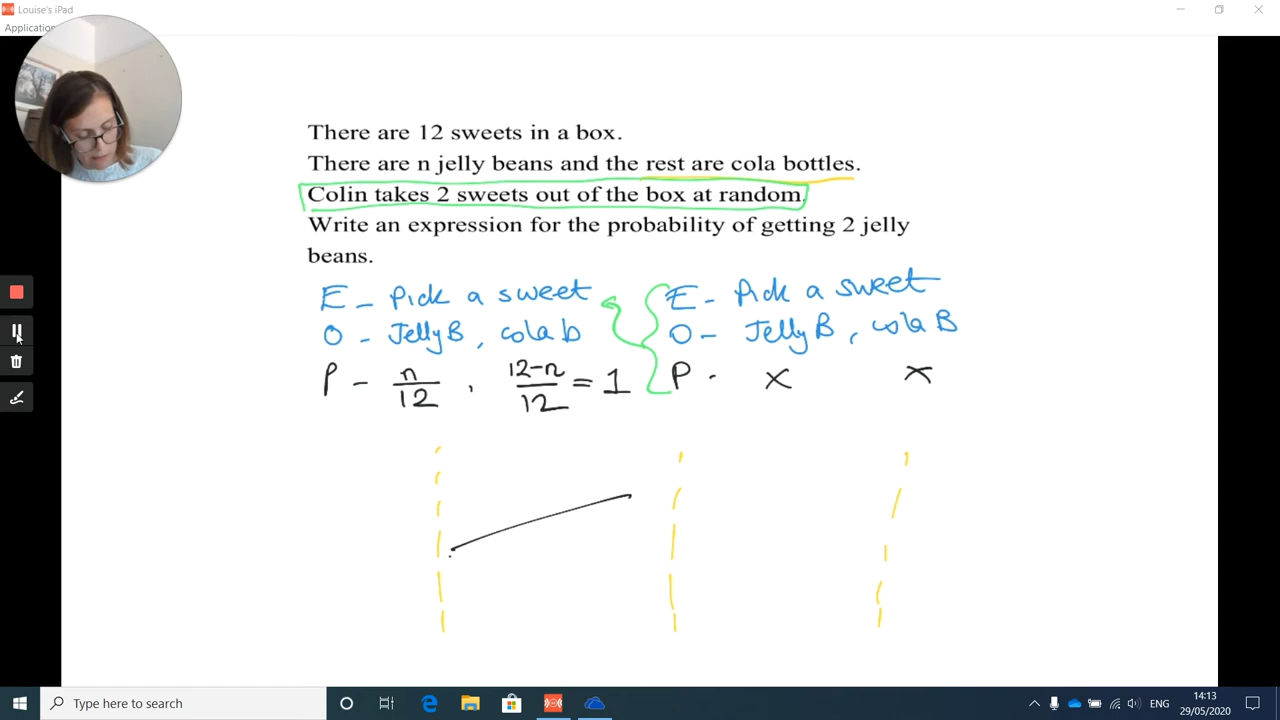 Louise's iPad
Application
There are 12 sweets in a box.
There are n jelly beans and the rest are cola bottles.
Colin takes 2 sweets out of the box at random.
Write an expression for the probability of getting 2 jelly
beans.
E - Pick a sweet E - Pick a sweet
O - JellyB, cola b O - JellyB, cola B
P - n/12 , 12-n/12 = 1 P - x x
Type here to search
ENG
14:13
29/05/2020